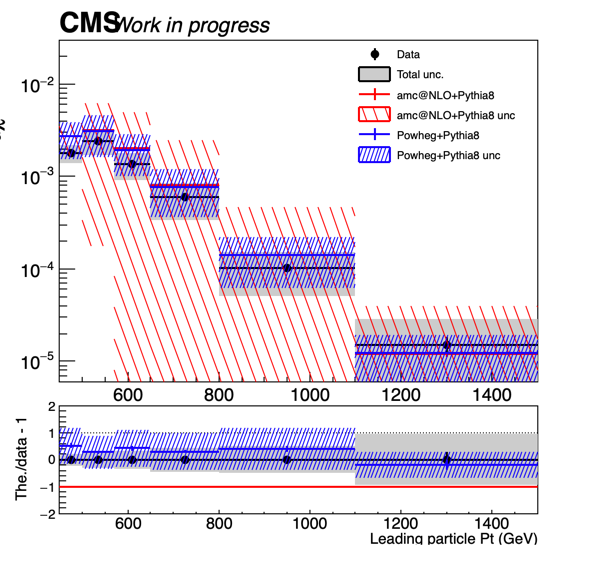 CMS Work in progress
Data
Total unc.
amc@NLO+Pythia8
amc@NLO+Pythia8 unc
Powheg+Pythia8
Powheg+Pythia8 unc
10−2
10−3
10−4
10−5
600 800 1000 1200 1400
The./data - 1
2
1
0
−1
−2
600 800 1000 1200 1400
Leading particle Pt (GeV)